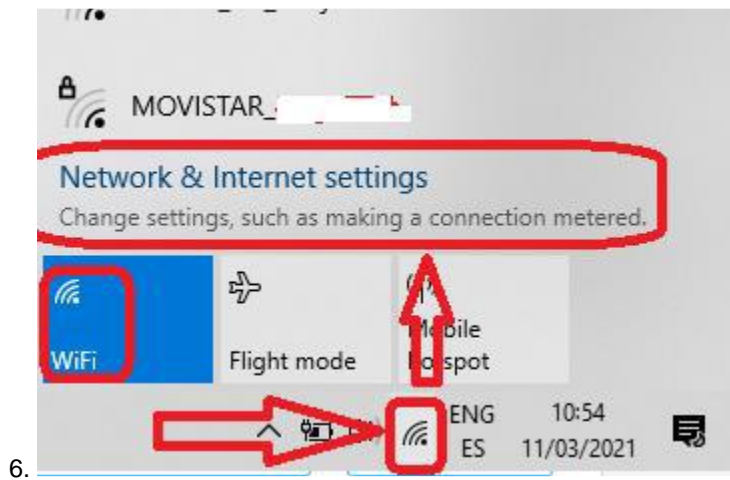 MOVISTAR_
Network & Internet settings
Change settings, such as making a connection metered.
WiFi
Flight mode
Mobile
hotspot
ENG
ES
10:54
11/03/2021
6.